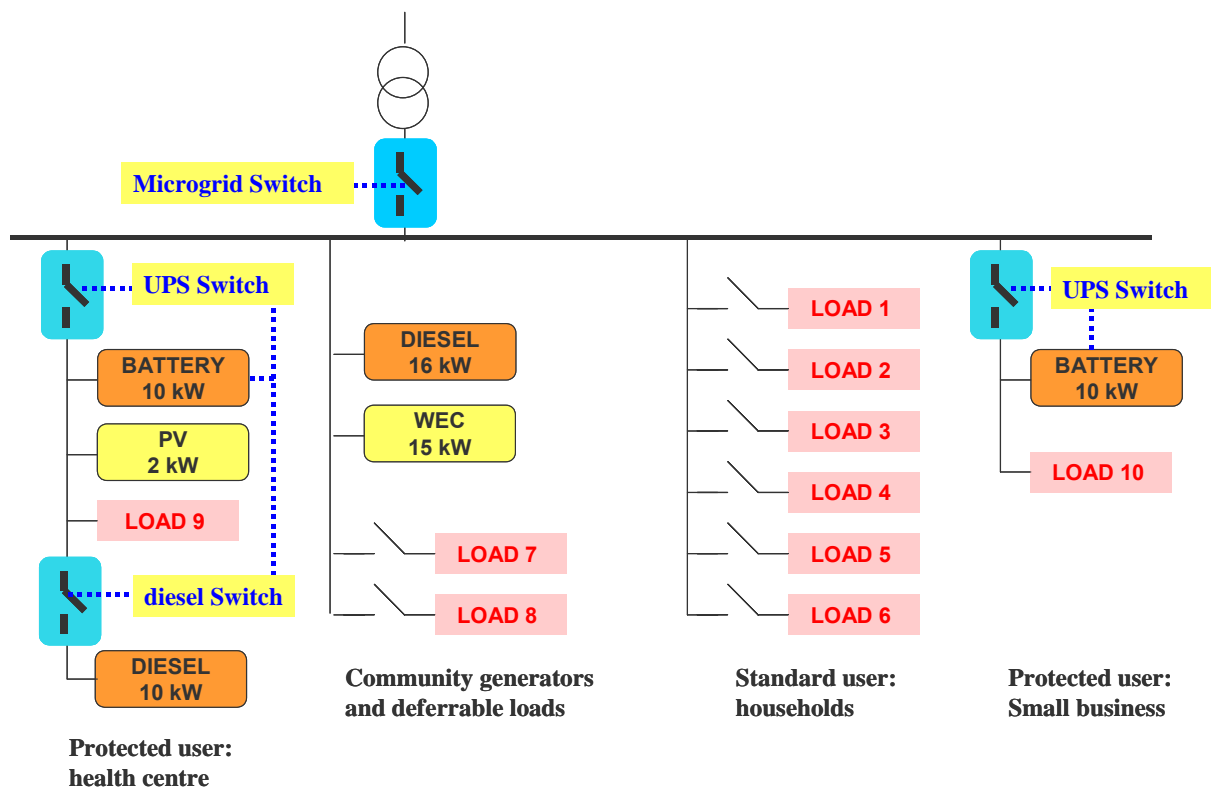 Microgrid Switch
UPS Switch
BATTERY
10 kW
PV
2 kW
LOAD 9
diesel Switch
DIESEL
10 kW
Protected user:
health centre
DIESEL
16 kW
WEC
15 kW
LOAD 7
LOAD 8
Community generators
and deferrable loads
LOAD 1
LOAD 2
LOAD 3
LOAD 4
LOAD 5
LOAD 6
Standard user:
households
UPS Switch
BATTERY
10 kW
LOAD 10
Protected user:
Small business